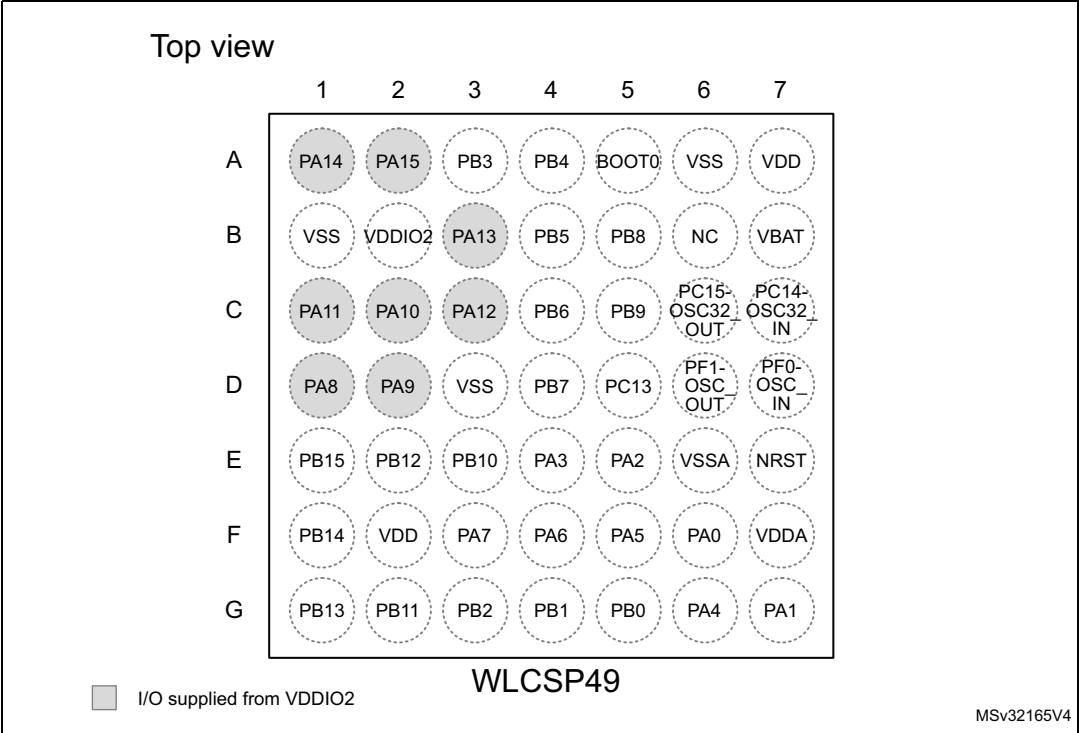 Top view
1 2 3 4 5 6 7
A PA14 PA15 PB3 PB4 BOOT0 VSS VDD
B VSS VDDIO2 PA13 PB5 PB8 NC VBAT
C PA11 PA10 PA12 PB6 PB9 PC15-OSC32_OUT PC14-OSC32_IN
D PA8 PA9 VSS PB7 PC13 PF1-OSC_OUT PF0-OSC_IN
E PB15 PB12 PB10 PA3 PA2 VSSA NRST
F PB14 VDD PA7 PA6 PA5 PA0 VDDA
G PB13 PB11 PB2 PB1 PB0 PA4 PA1
WLCSP49
I/O supplied from VDDIO2
MSv32165V4